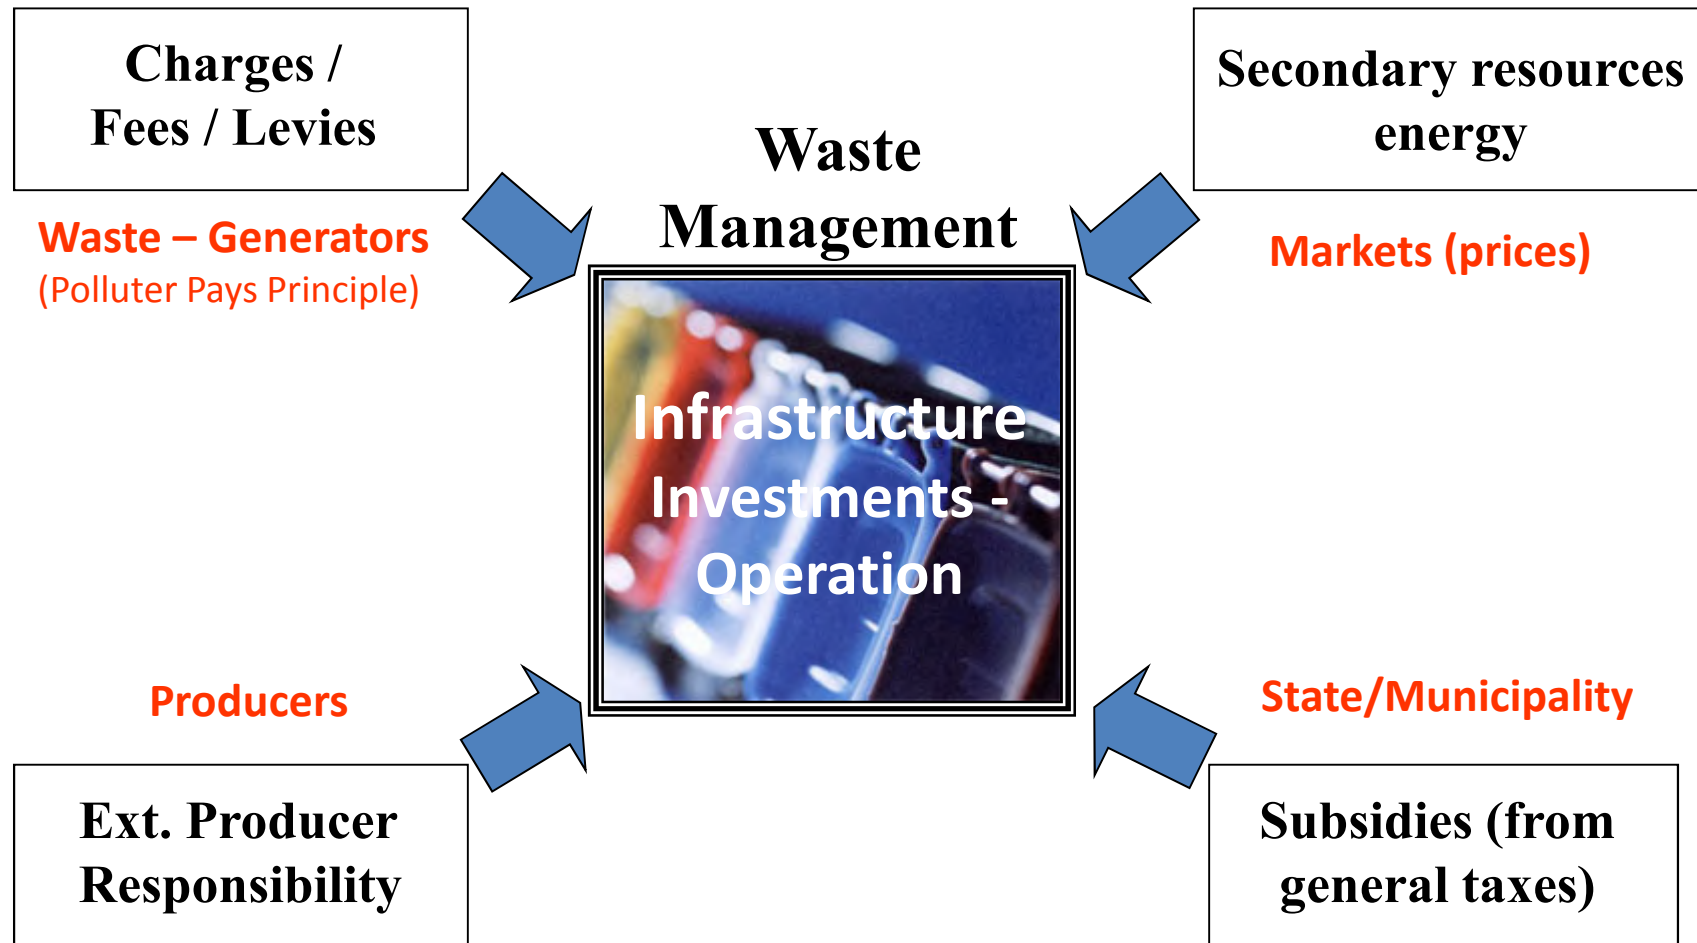 Charges /
Fees / Levies
Waste – Generators
(Polluter Pays Principle)
Waste
Management
Secondary resources
energy
Markets (prices)
Infrastructure
Investments -
Operation
Producers
Ext. Producer
Responsibility
State/Municipality
Subsidies (from
general taxes)